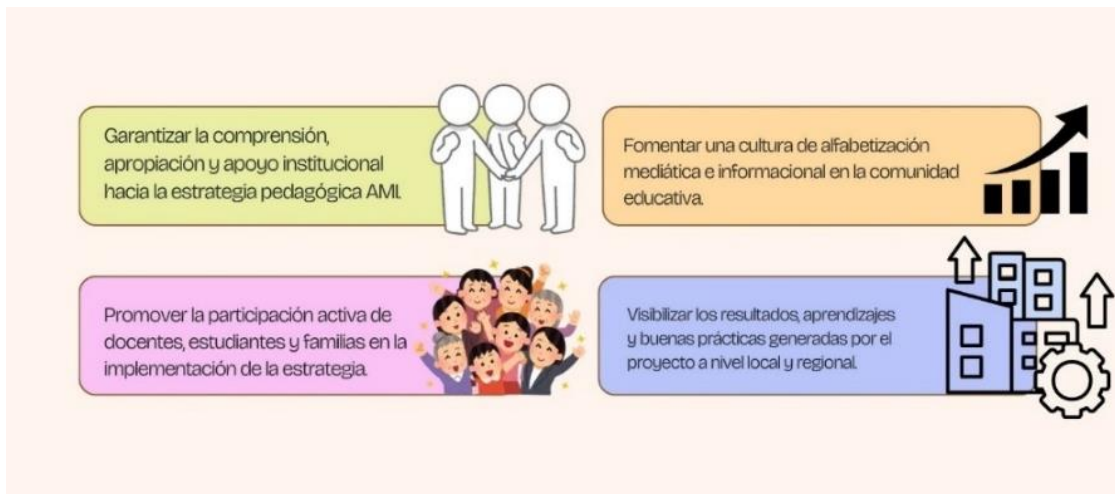 Garantizar la comprensión,
apropiación y apoyo institucional
hacia la estrategia pedagógica AMI.
Fomentar una cultura de alfabetización
mediática e informacional en la comunidad
educativa.
Promover la participación activa de
docentes, estudiantes y familias en la
implementación de la estrategia.
Visibilizar los resultados, aprendizajes
y buenas prácticas generadas por el
proyecto a nivel local y regional.